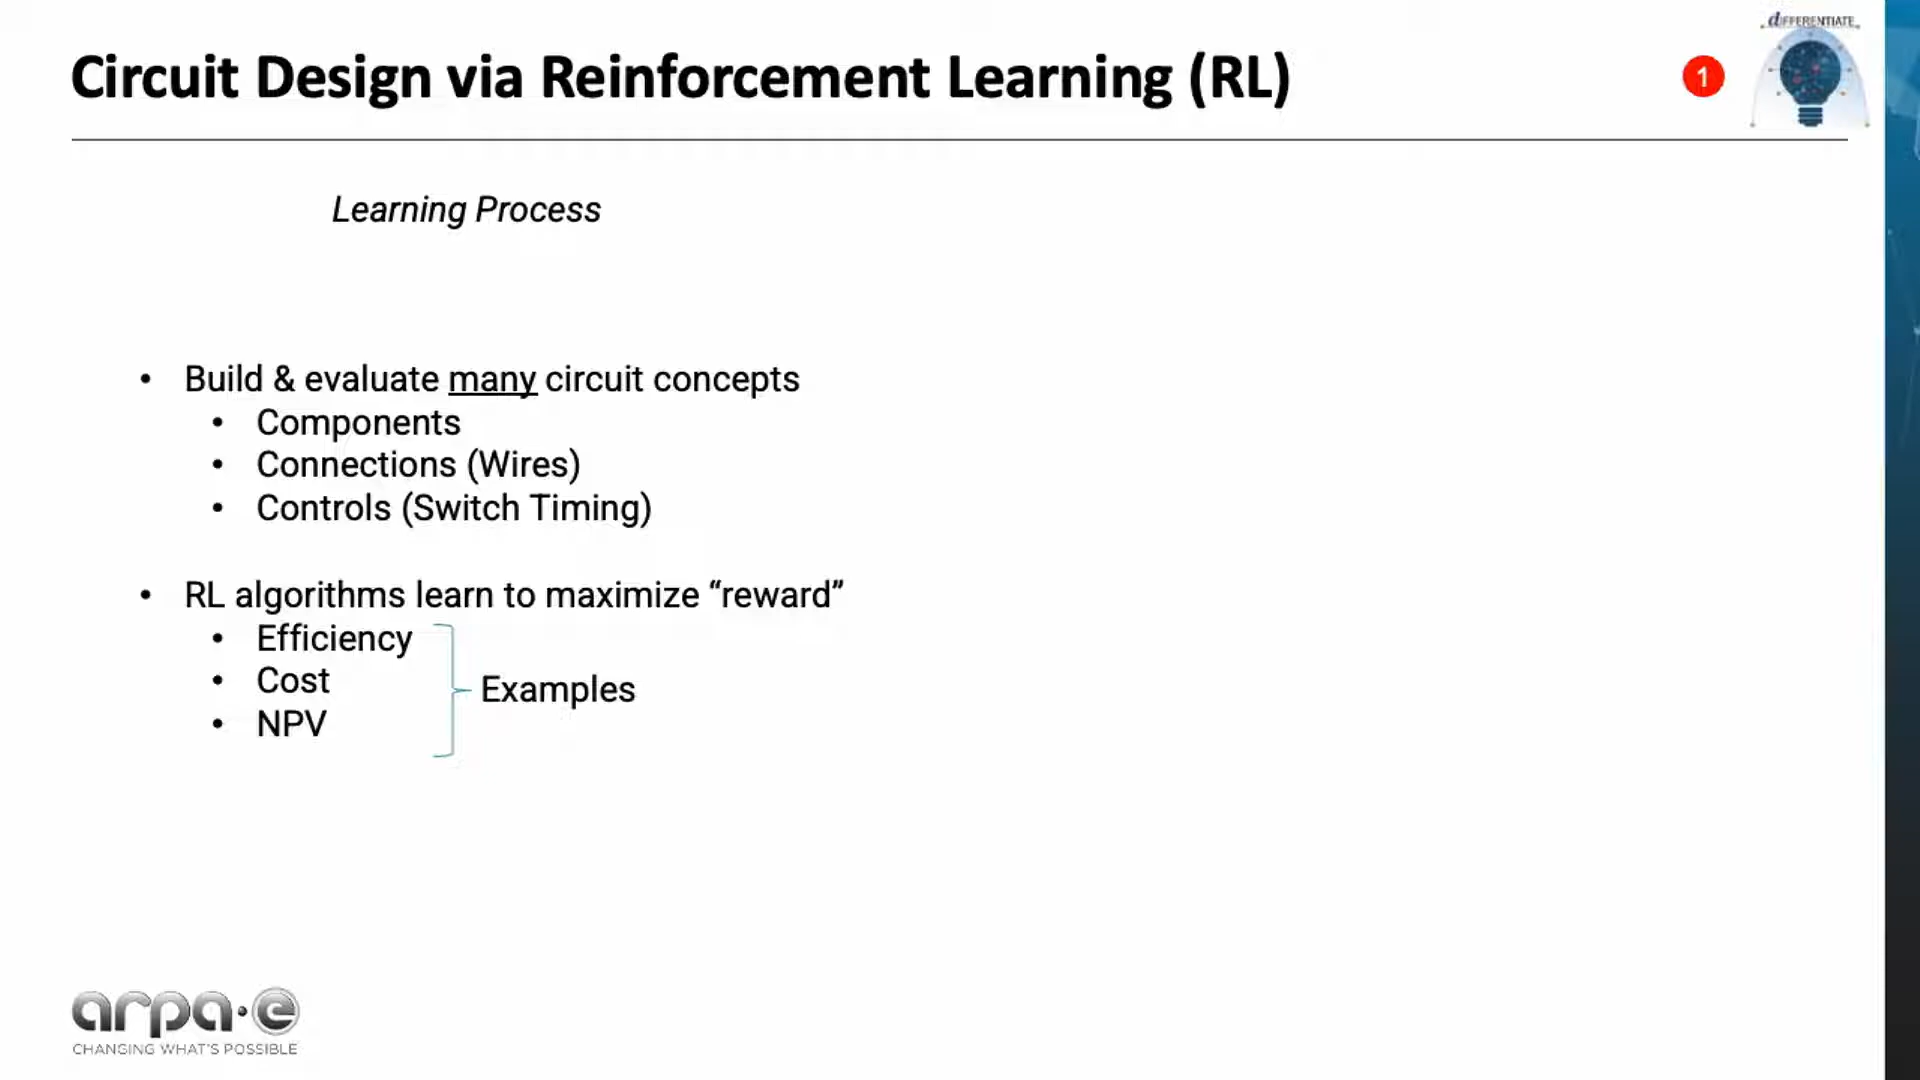 dIFFERENTIATE
Circuit Design via Reinforcement Learning (RL)
1
Learning Process
• Build & evaluate many circuit concepts
• Components
• Connections (Wires)
• Controls (Switch Timing)
• RL algorithms learn to maximize “reward”
• Efficiency
• Cost
• NPV
Examples
arpa·e
CHANGING WHAT'S POSSIBLE